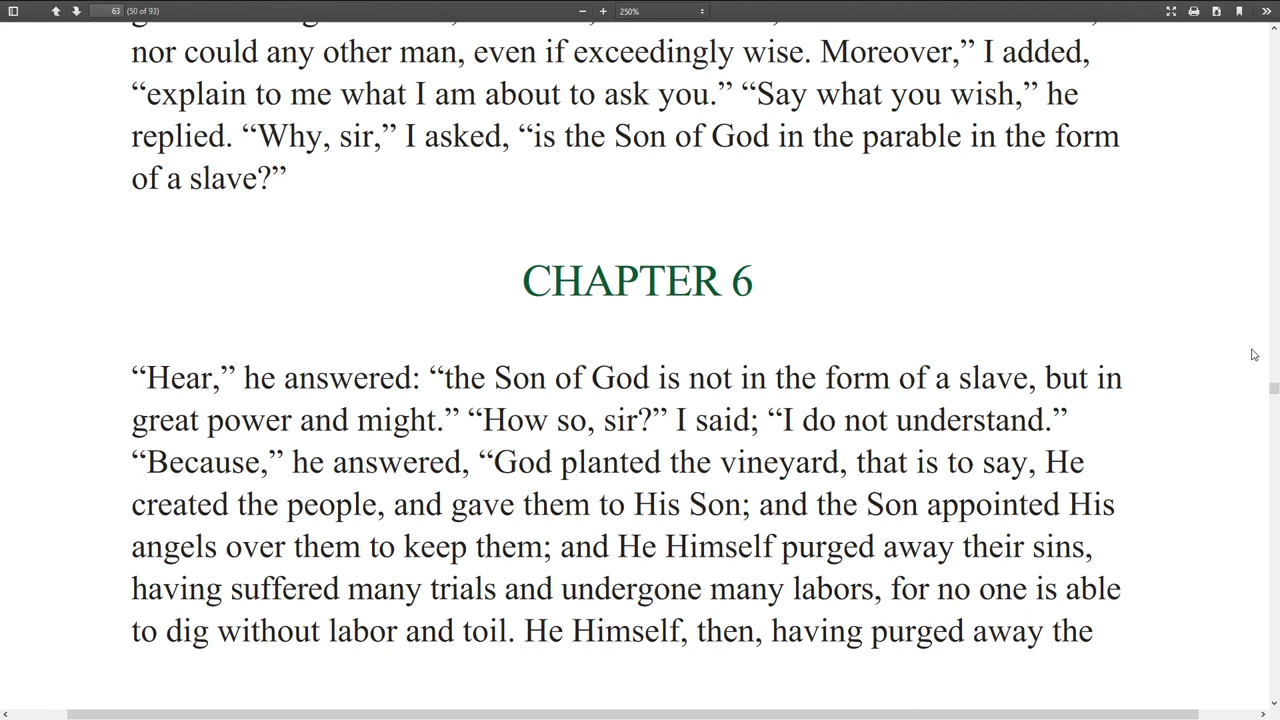 63 (50 of 93) 250%
nor could any other man, even if exceedingly wise. Moreover,” I added,
“explain to me what I am about to ask you.” “Say what you wish,” he
replied. “Why, sir,” I asked, “is the Son of God in the parable in the form
of a slave?”
CHAPTER 6
“Hear,” he answered: “the Son of God is not in the form of a slave, but in
great power and might.” “How so, sir?” I said; “I do not understand.”
“Because,” he answered, “God planted the vineyard, that is to say, He
created the people, and gave them to His Son; and the Son appointed His
angels over them to keep them; and He Himself purged away their sins,
having suffered many trials and undergone many labors, for no one is able
to dig without labor and toil. He Himself, then, having purged away the